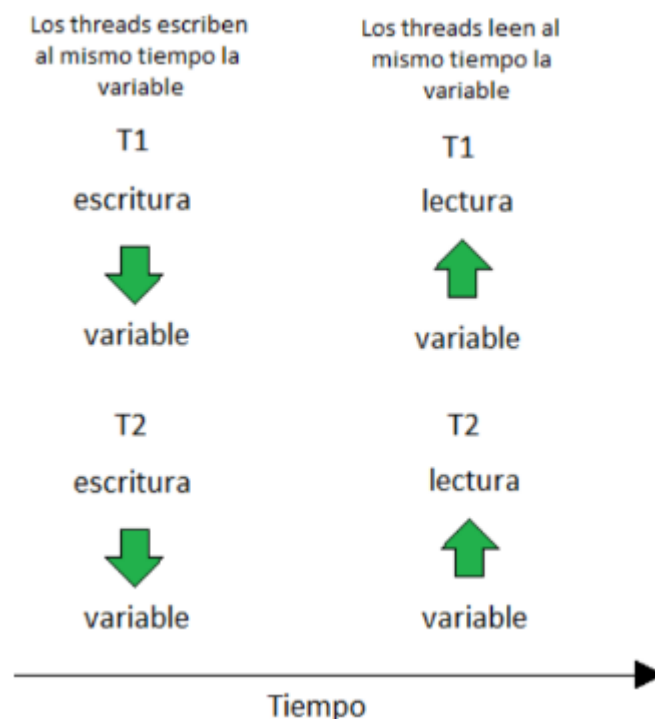 Los threads escriben
al mismo tiempo la
variable
T1
escritura
variable
T2
escritura
variable
Los threads leen al
mismo tiempo la
variable
T1
lectura
variable
T2
lectura
variable
Tiempo